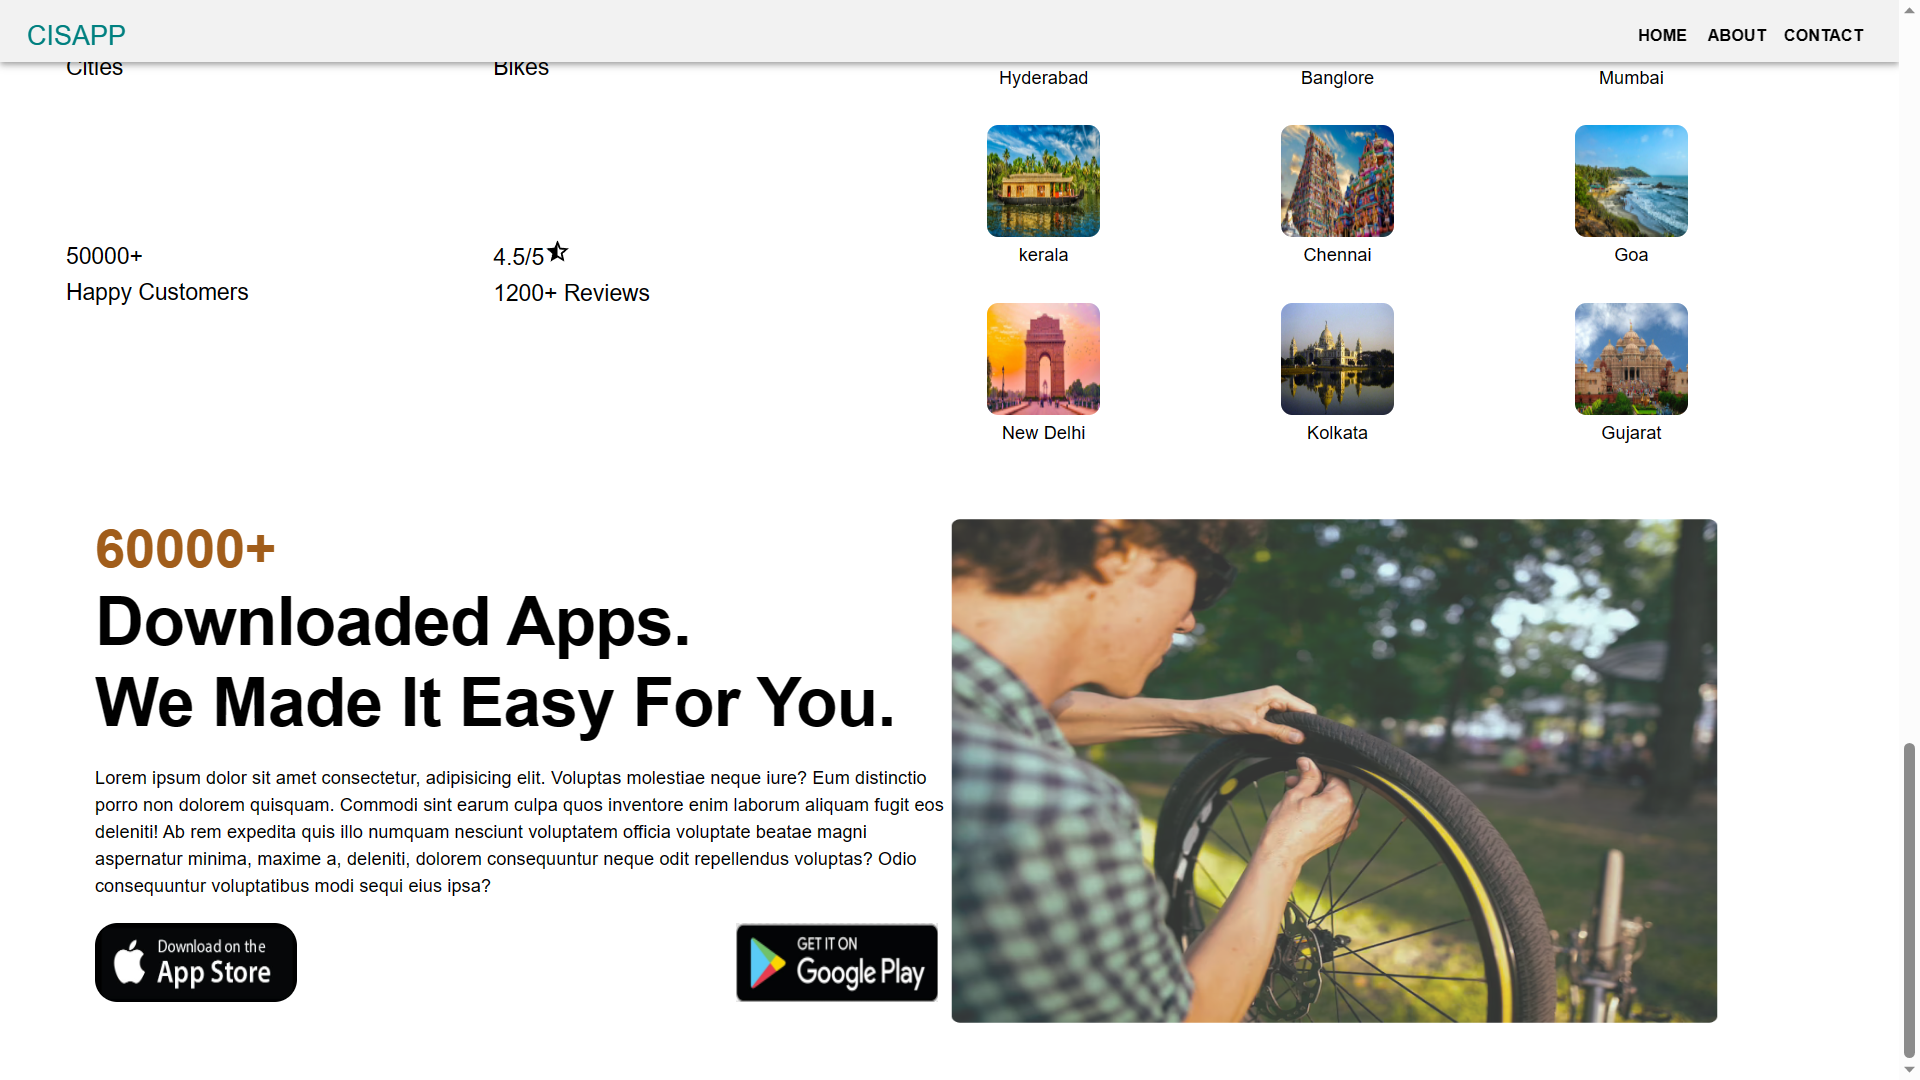 CISAPP
HOME ABOUT CONTACT
Cities
Bikes
Hyderabad
Banglore
Mumbai
50000+
Happy Customers
4.5/5
1200+ Reviews
kerala
Chennai
Goa
New Delhi
Kolkata
Gujarat
60000+
Downloaded Apps.
We Made It Easy For You.
Lorem ipsum dolor sit amet consectetur, adipisicing elit. Voluptas molestiae neque iure? Eum distinctio
porro non dolorem quisquam. Commodi sint earum culpa quos inventore enim laborum aliquam fugit eos
deleniti! Ab rem expedita quis illo numquam nesciunt voluptatem officia voluptate beatae magni
aspernatur minima, maxime a, deleniti, dolorem consequuntur neque odit repellendus voluptas? Odio
consequuntur voluptatibus modi sequi eius ipsa?
Download on the
App Store
GET IT ON
Google Play